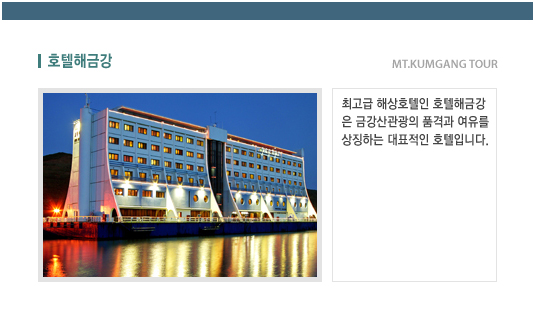 호텔해금강
MT.KUMGANG TOUR
최고급 해상호텔인 호텔해금강
은 금강산관광의 품격과 여유를
상징하는 대표적인 호텔입니다.